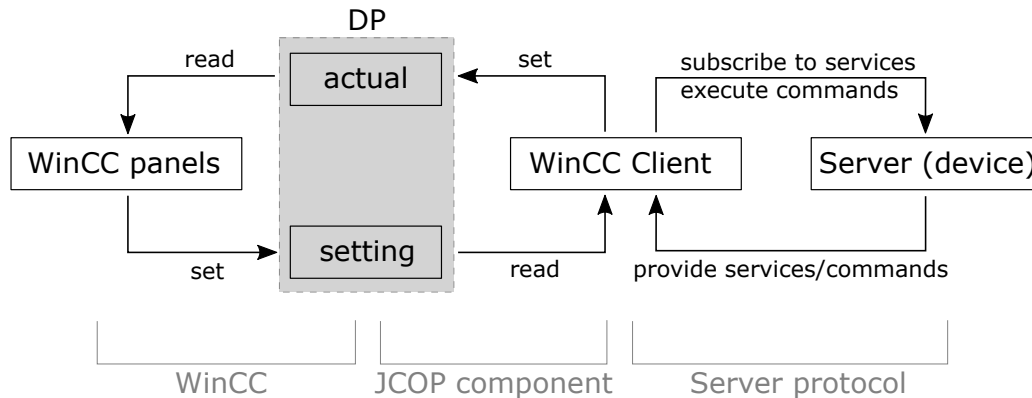 DP
read
actual
set
subscribe to services
execute commands
WinCC panels
WinCC Client
Server (device)
set
setting
read
provide services/commands
WinCC
JCOP component
Server protocol